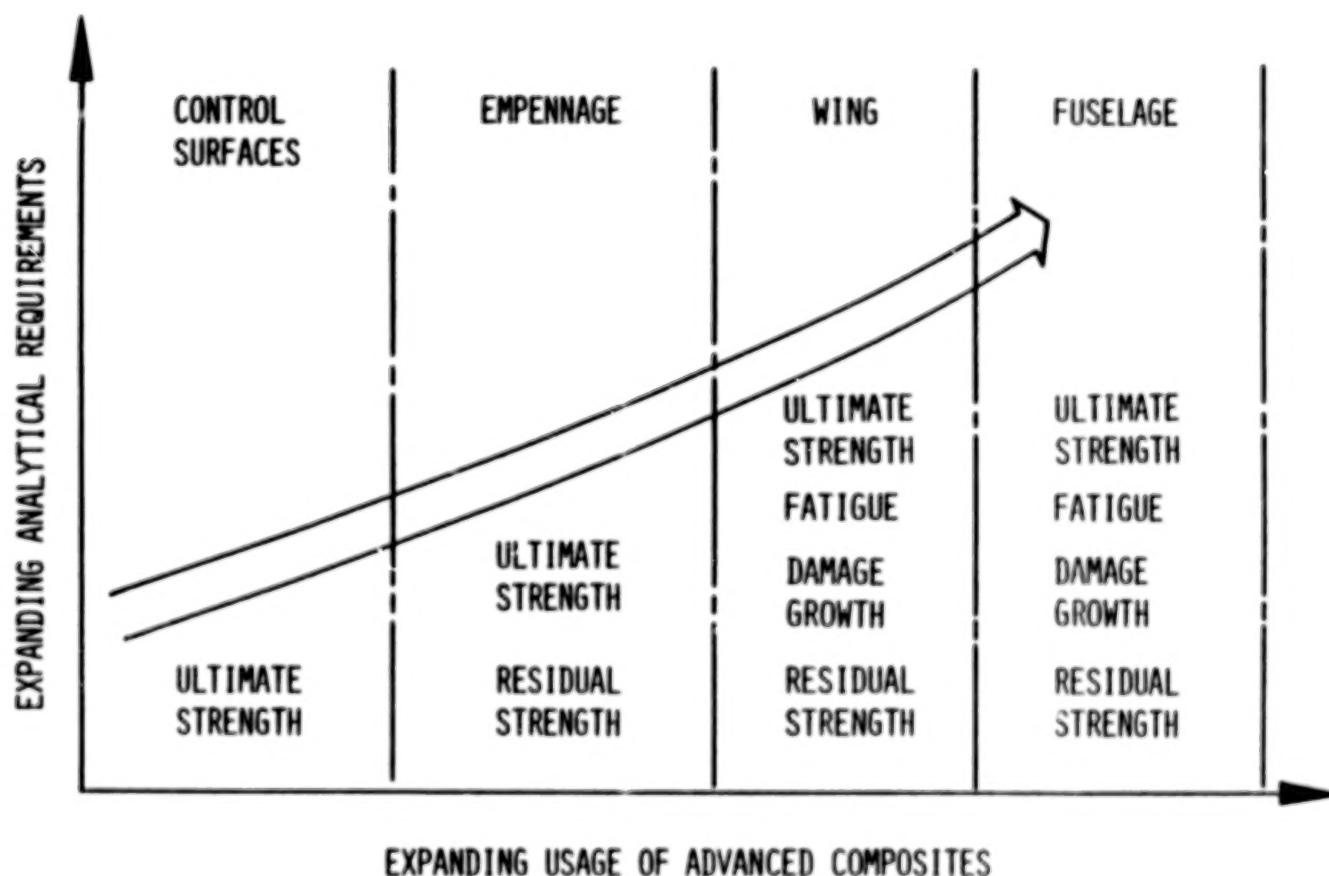 EXPANDING ANALYTICAL REQUIREMENTS
CONTROL
SURFACES
EMPENNAGE
WING
FUSELAGE
ULTIMATE
STRENGTH
ULTIMATE
STRENGTH
RESIDUAL
STRENGTH
ULTIMATE
STRENGTH
FATIGUE
DAMAGE
GROWTH
RESIDUAL
STRENGTH
ULTIMATE
STRENGTH
FATIGUE
DAMAGE
GROWTH
RESIDUAL
STRENGTH
EXPANDING USAGE OF ADVANCED COMPOSITES